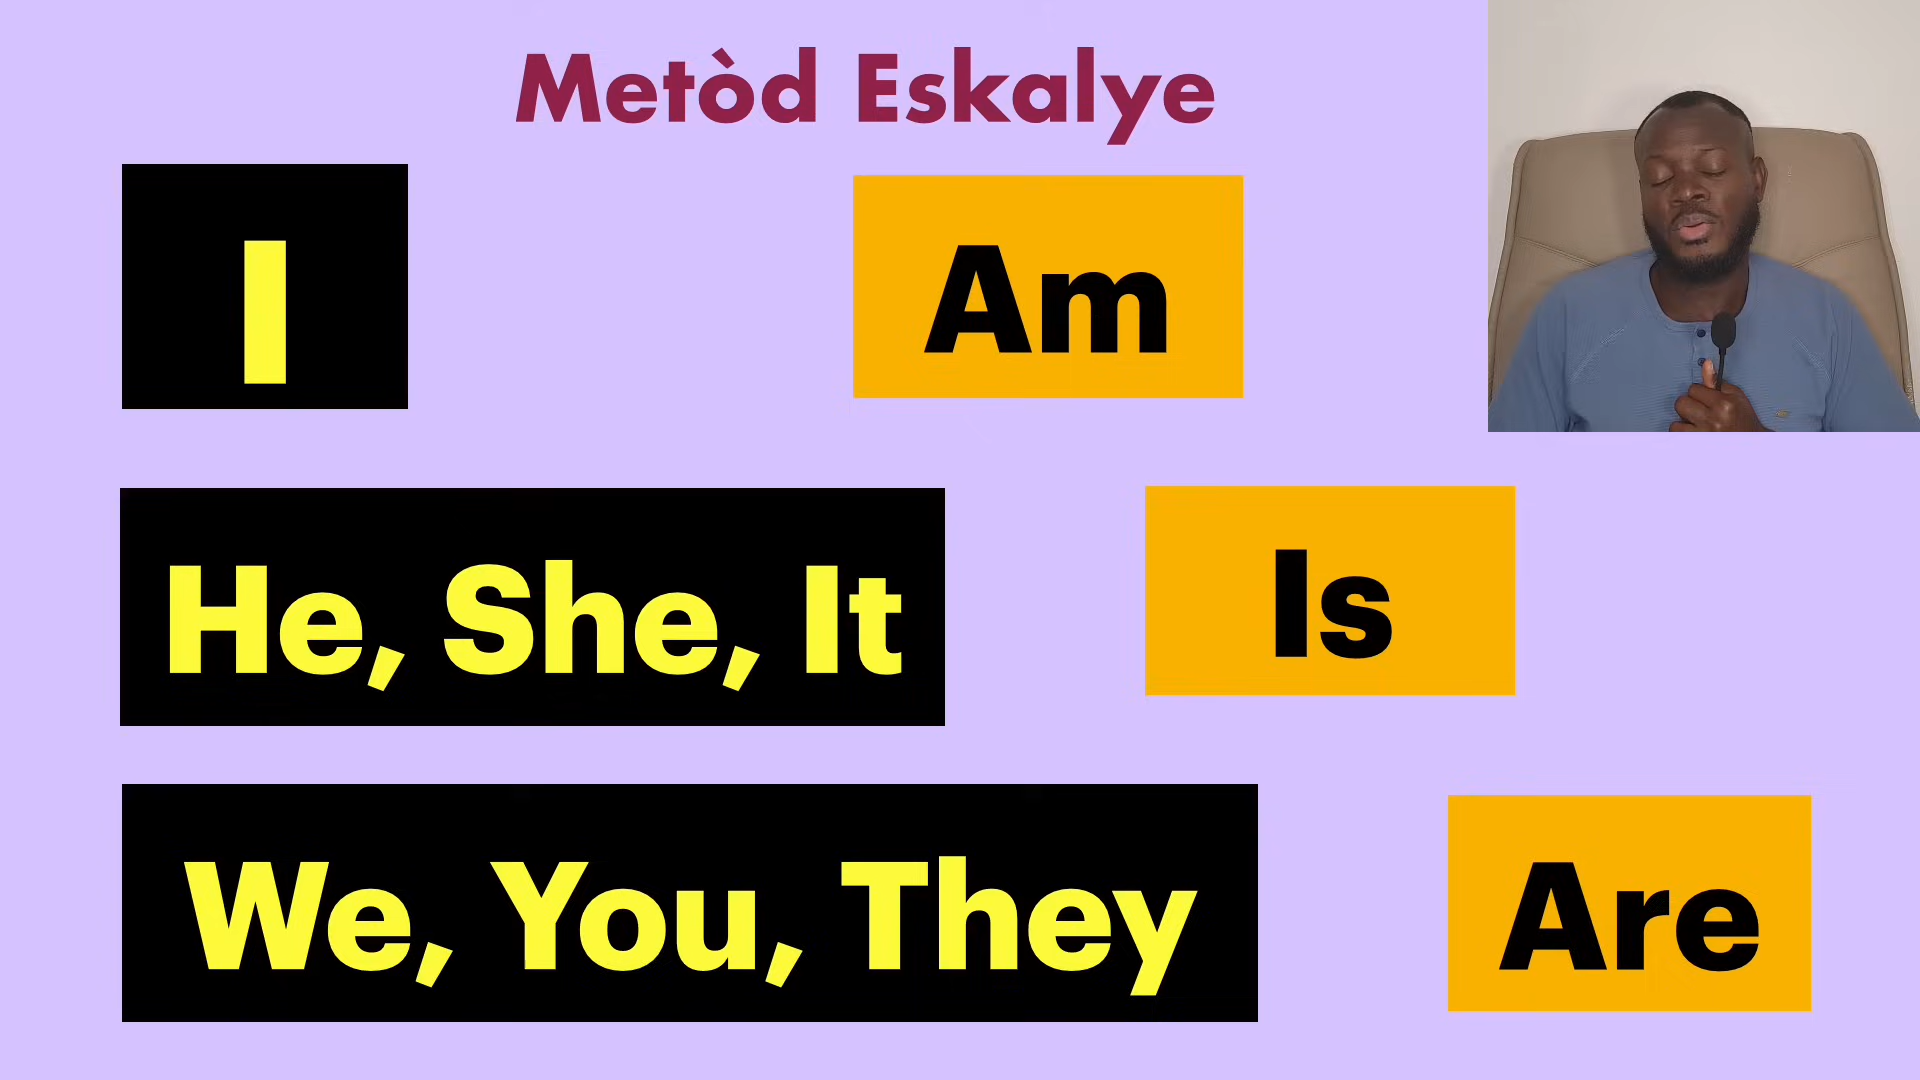 Metòd Eskalye
I Am
He, She, It Is
We, You, They Are